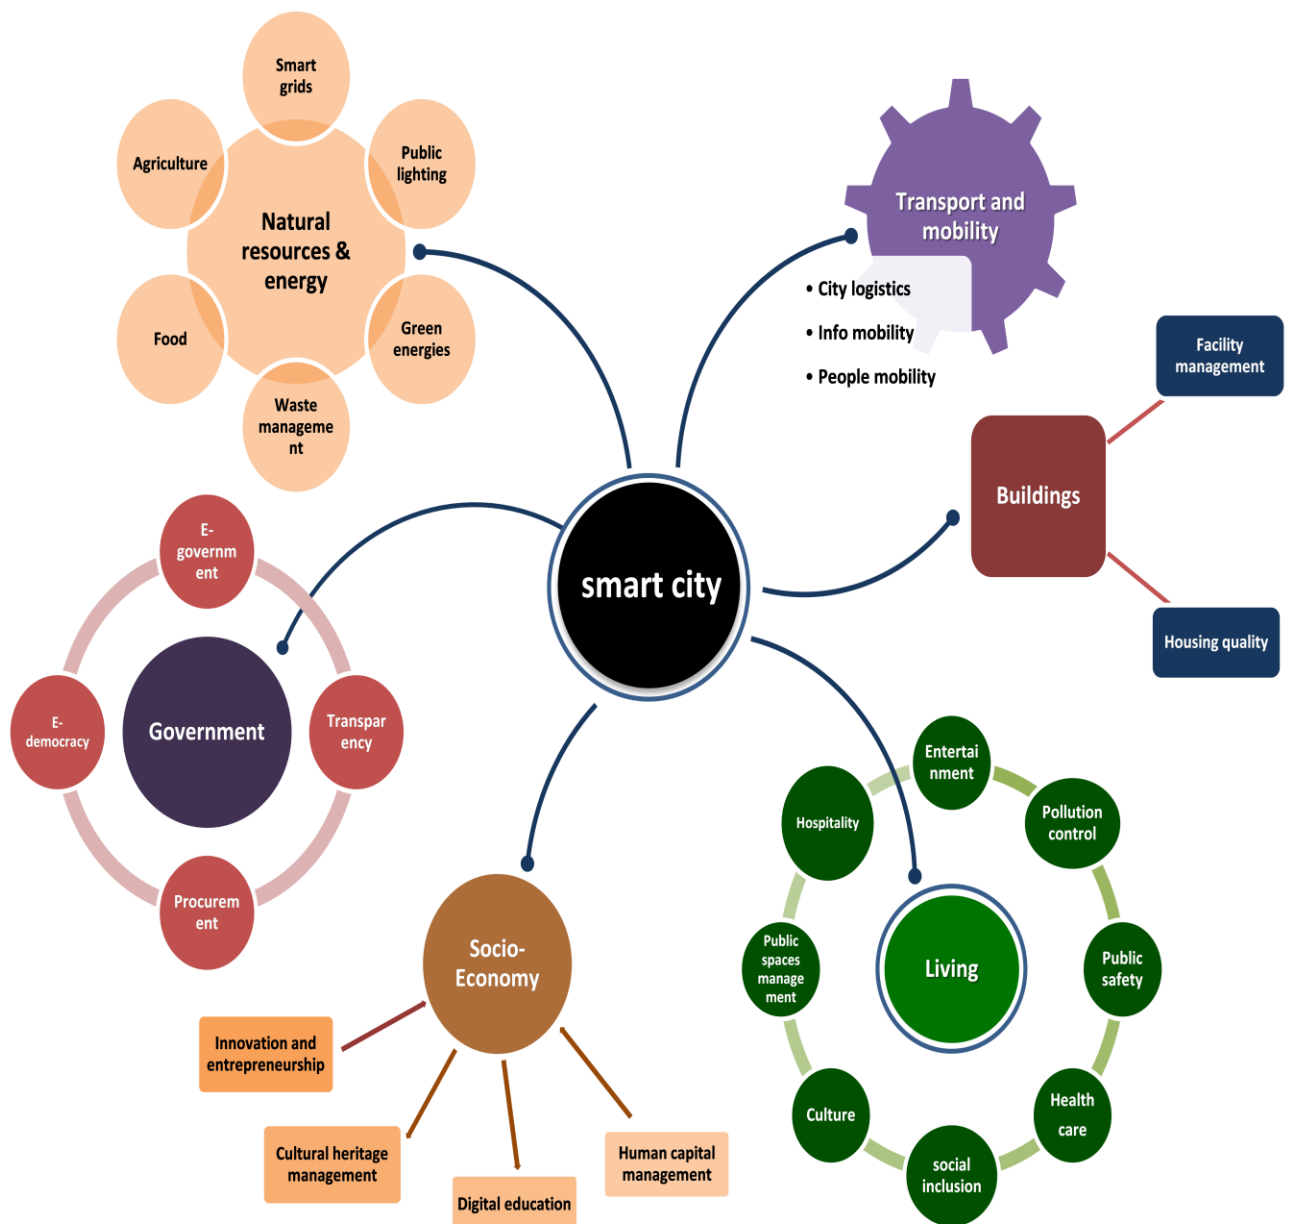 Smart
grids
Agriculture
Public
lighting
Natural
resources &
energy
Food
Green
energies
Waste
manageme
nt
Transport and
mobility
• City logistics
• Info mobility
• People mobility
Facility
management
Buildings
Housing quality
smart city
E-
governm
ent
E-
democracy
Government
Transpar
ency
Procurem
ent
Socio-
Economy
Innovation and
entrepreneurship
Cultural heritage
management
Digital education
Human capital
management
Entertai
nment
Hospitality
Pollution
control
Public
spaces
manage
ment
Living
Public
safety
Culture
Health
care
social
inclusion